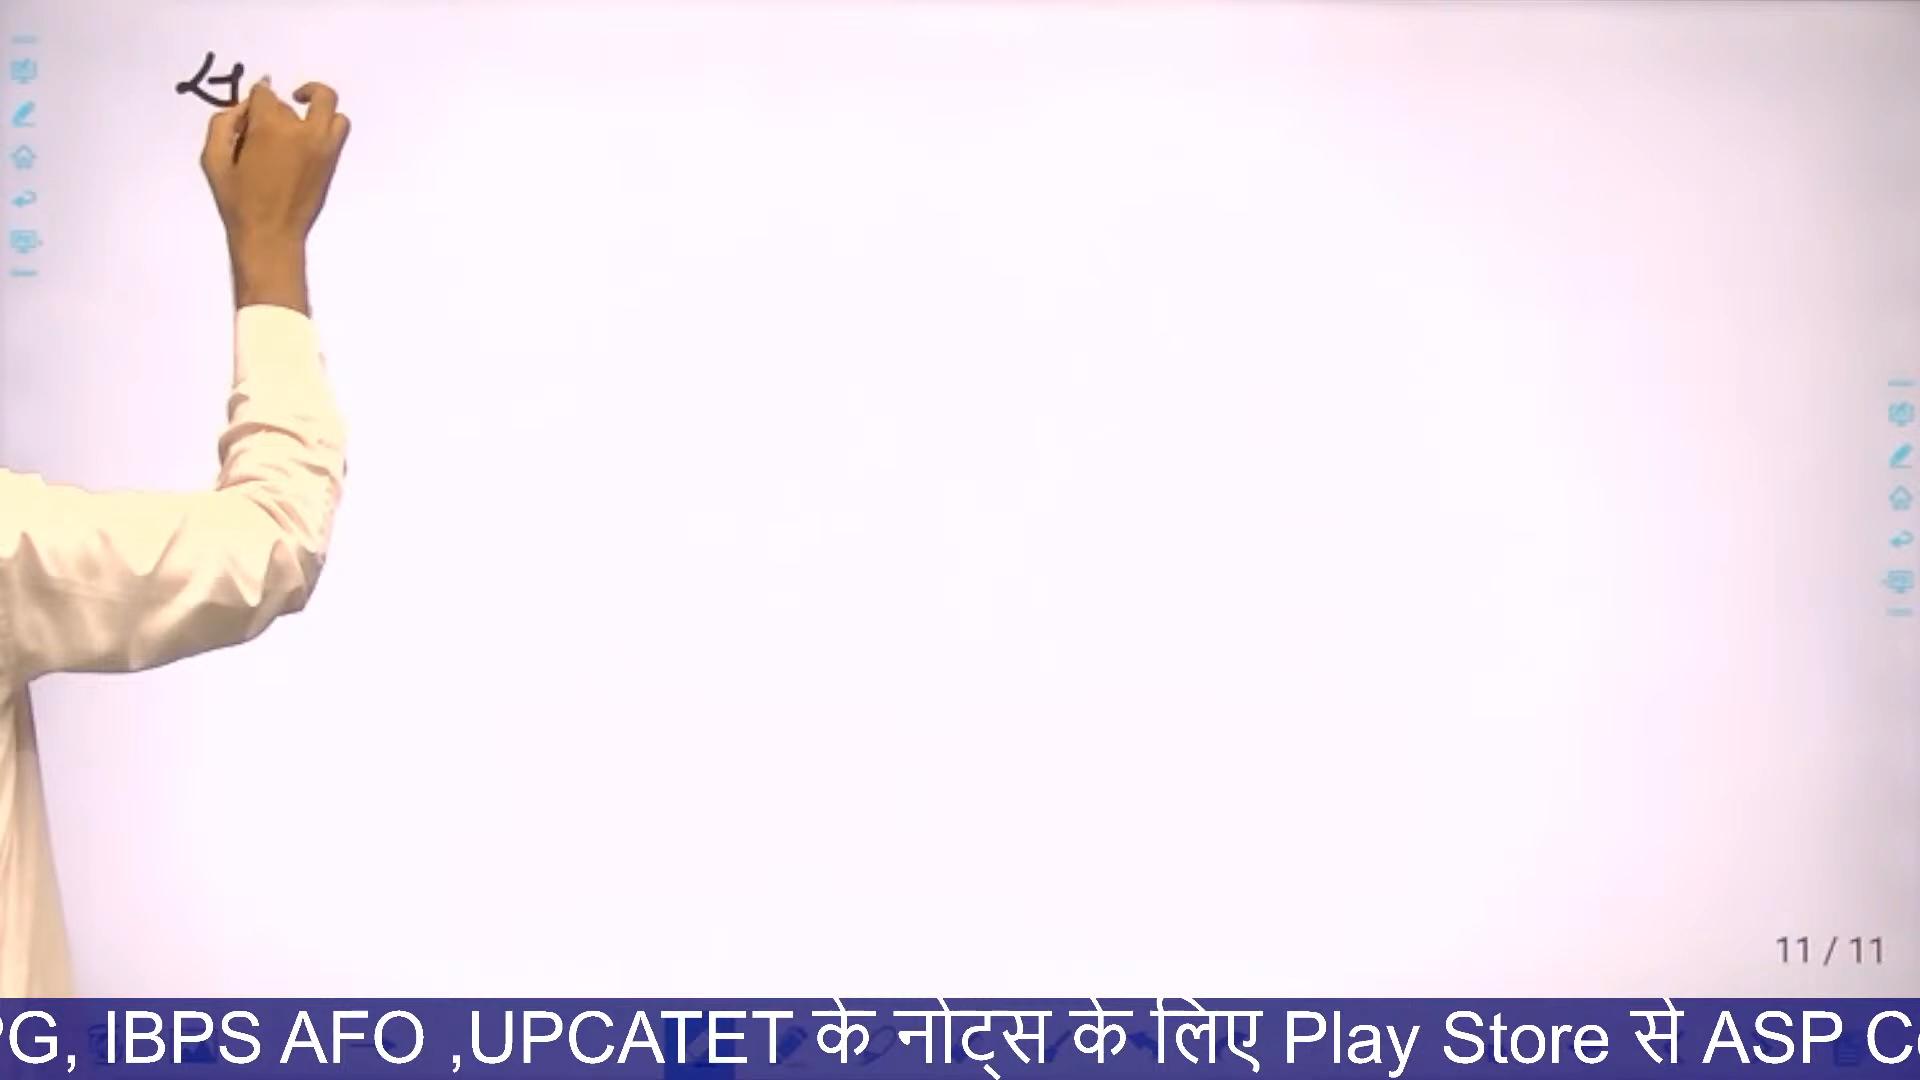 11 / 11
PG, IBPS AFO ,UPCATET के नोट्स के लिए Play Store से ASP C